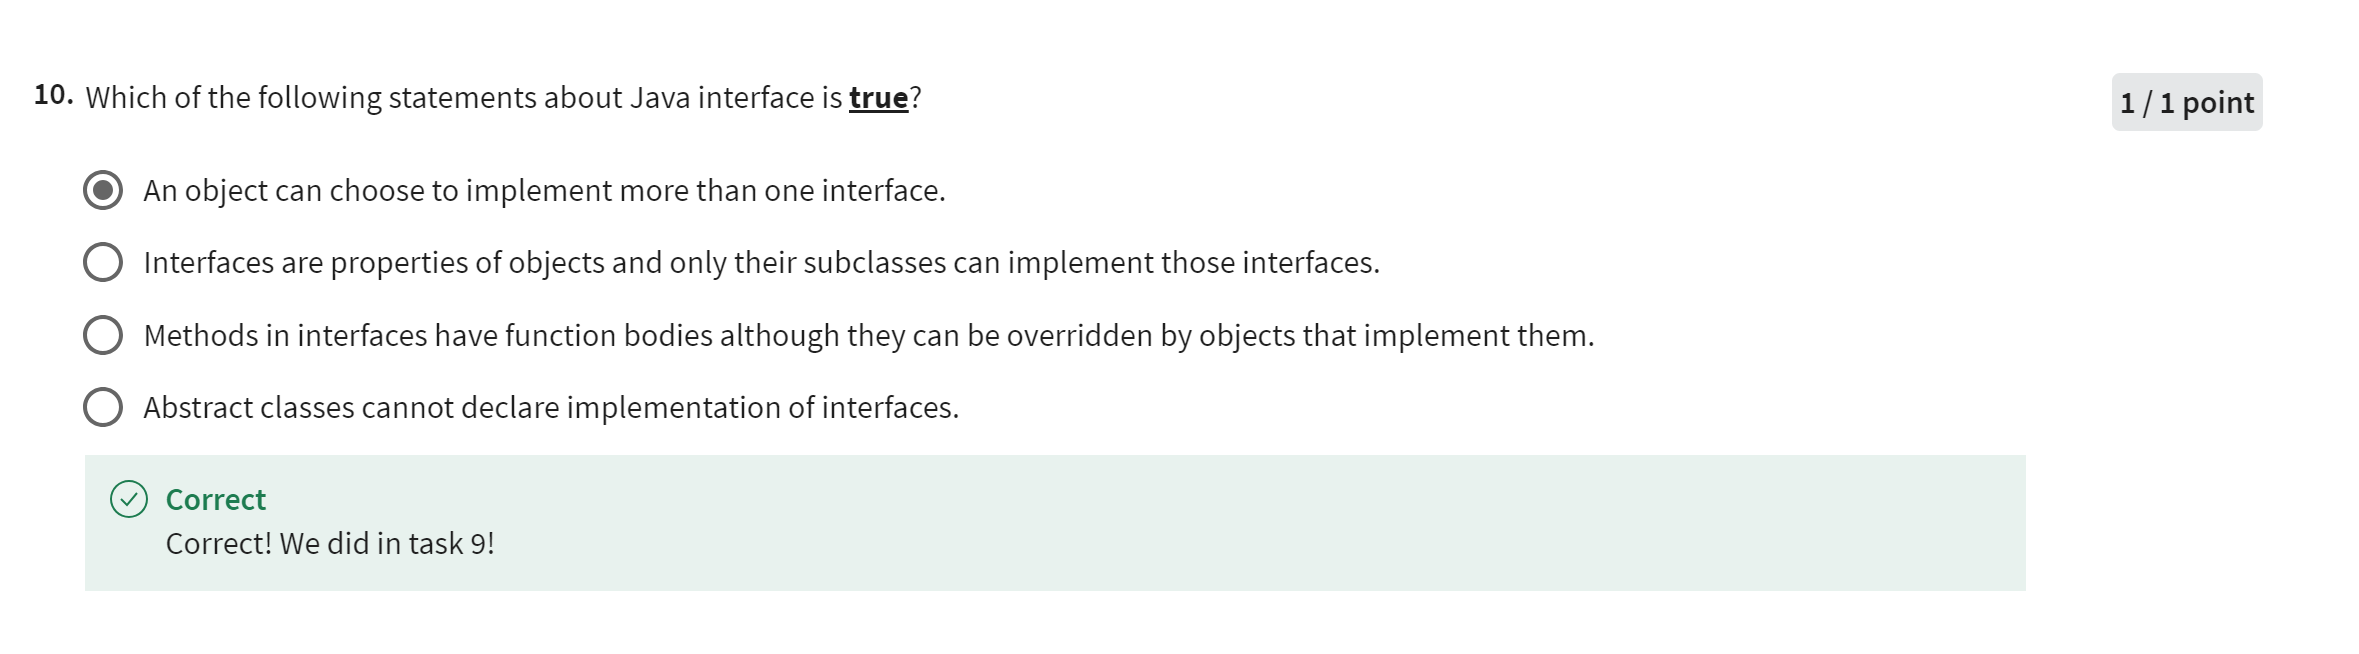 10. Which of the following statements about Java interface is true?
1 / 1 point
An object can choose to implement more than one interface.
Interfaces are properties of objects and only their subclasses can implement those interfaces.
Methods in interfaces have function bodies although they can be overridden by objects that implement them.
Abstract classes cannot declare implementation of interfaces.
Correct
Correct! We did in task 9!